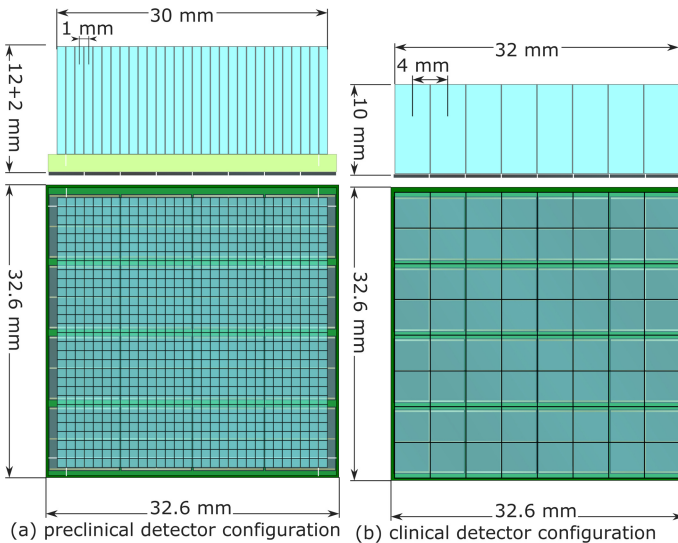 30 mm
1 mm
12+2 mm
32.6 mm
32.6 mm
(a) preclinical detector configuration
32 mm
4 mm
10 mm
32.6 mm
32.6 mm
(b) clinical detector configuration